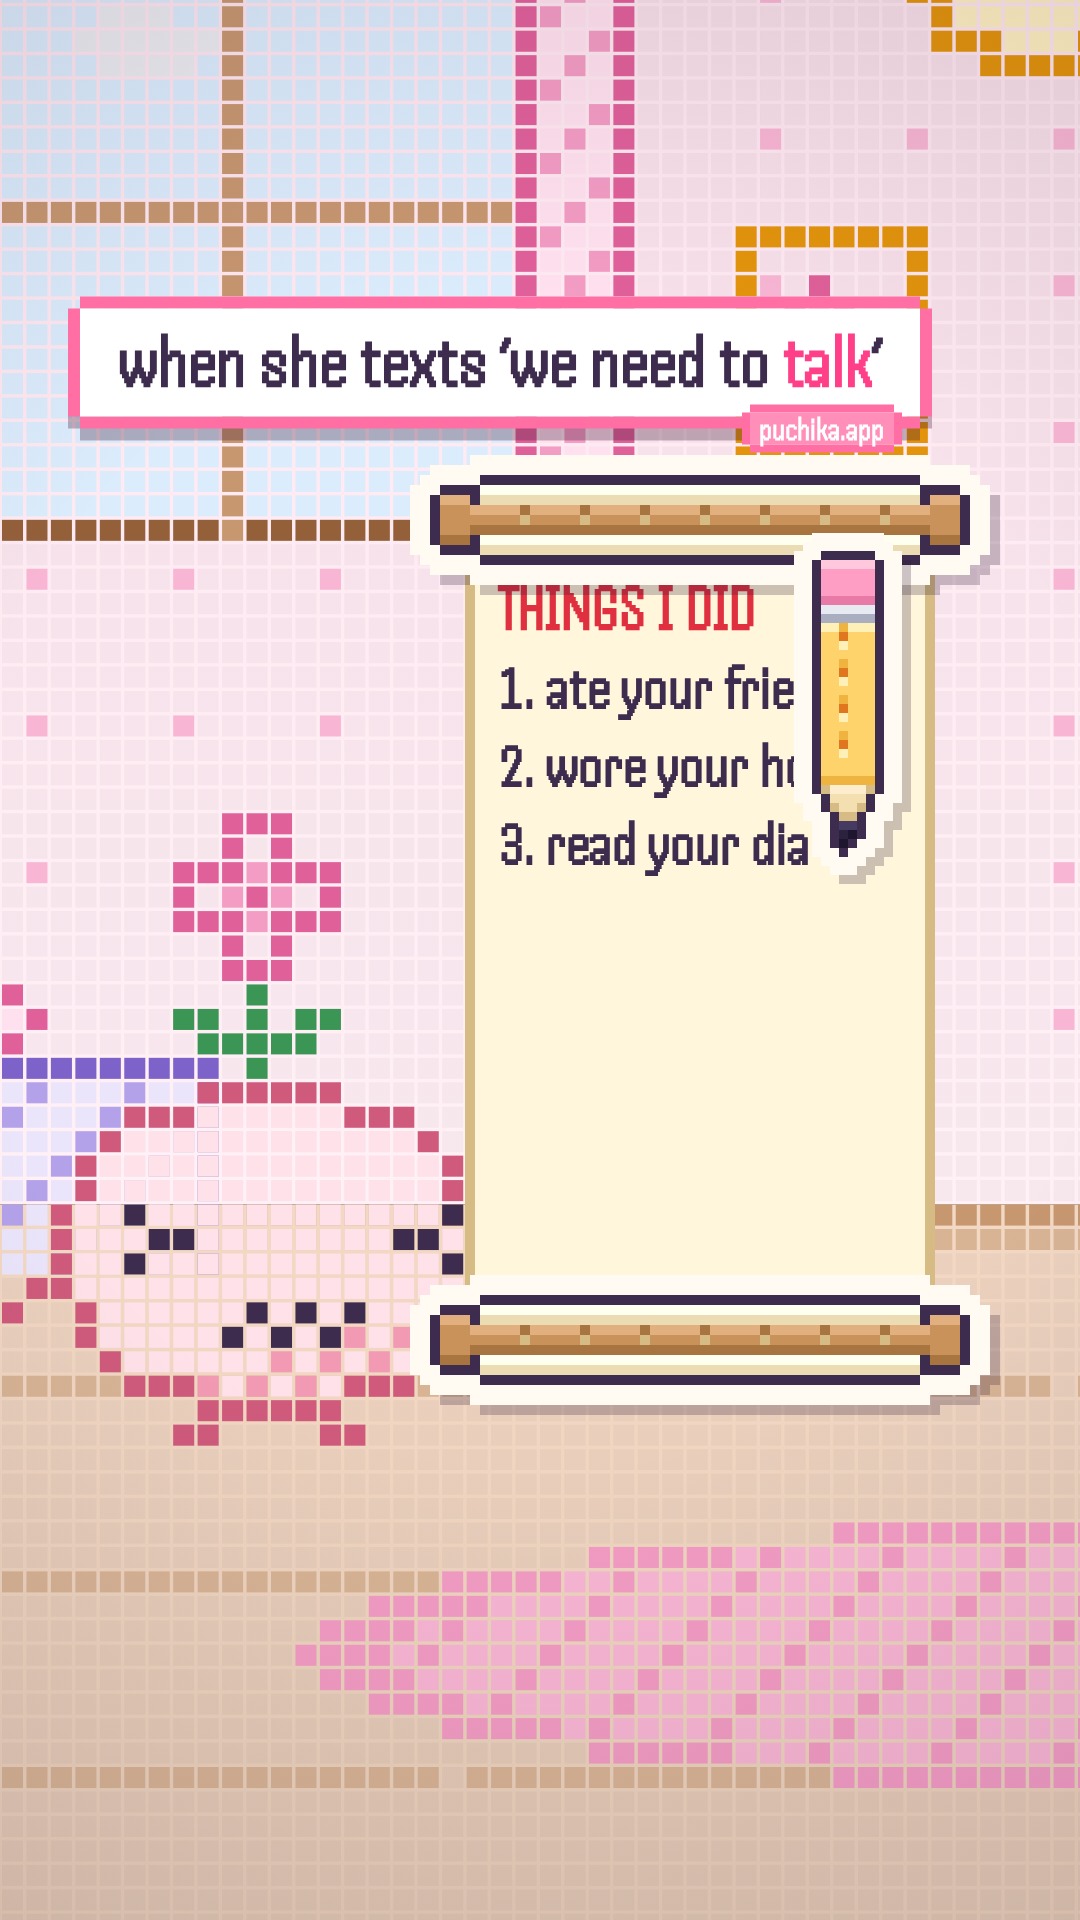 when she texts ‘we need to talk’
puchika.app
THINGS I DID
1. ate your frie
2. wore your ho
3. read your dia